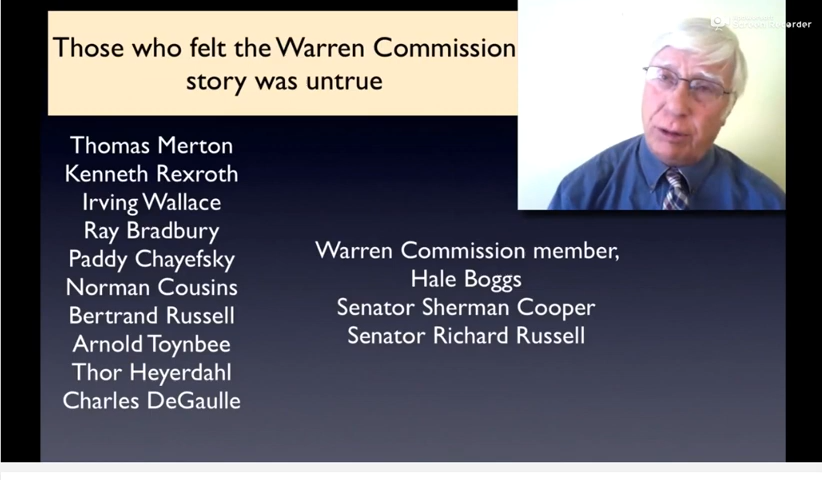 Those who felt the Warren Commission
story was untrue
Thomas Merton
Kenneth Rexroth
Irving Wallace
Ray Bradbury
Paddy Chayefsky
Norman Cousins
Bertrand Russell
Arnold Toynbee
Thor Heyerdahl
Charles DeGaulle
Warren Commission member,
Hale Boggs
Senator Sherman Cooper
Senator Richard Russell
Screen Recorder